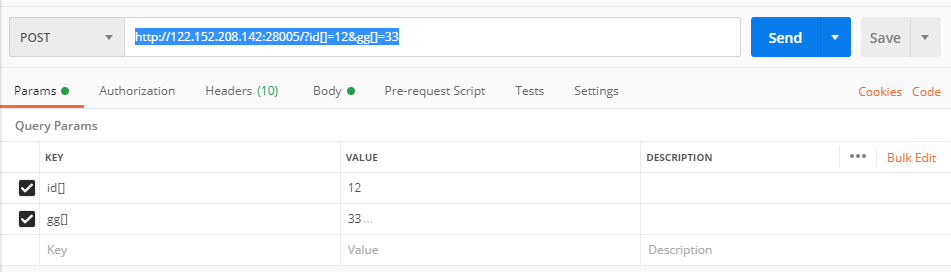 POST http://122.152.208.142:28005/?id[]=12&gg[]=33 Send Save
Params Authorization Headers (10) Body Pre-request Script Tests Settings Cookies Code
Query Params
KEY VALUE DESCRIPTION ••• Bulk Edit
id[] 12
gg[] 33 ...
Key Value Description